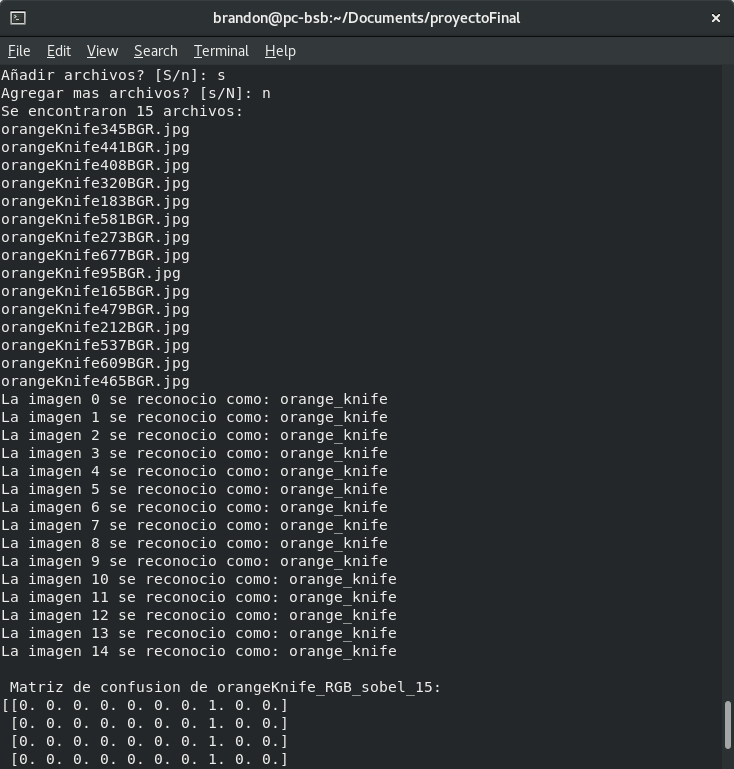 brandon@pc-bsb:~/Documents/proyectoFinal
File Edit View Search Terminal Help
Añadir archivos? [S/n]: s
Agregar mas archivos? [s/N]: n
Se encontraron 15 archivos:
orangeKnife345BGR.jpg
orangeKnife441BGR.jpg
orangeKnife408BGR.jpg
orangeKnife320BGR.jpg
orangeKnife183BGR.jpg
orangeKnife581BGR.jpg
orangeKnife273BGR.jpg
orangeKnife677BGR.jpg
orangeKnife95BGR.jpg
orangeKnife165BGR.jpg
orangeKnife479BGR.jpg
orangeKnife212BGR.jpg
orangeKnife537BGR.jpg
orangeKnife609BGR.jpg
orangeKnife465BGR.jpg
La imagen 0 se reconocio como: orange_knife
La imagen 1 se reconocio como: orange_knife
La imagen 2 se reconocio como: orange_knife
La imagen 3 se reconocio como: orange_knife
La imagen 4 se reconocio como: orange_knife
La imagen 5 se reconocio como: orange_knife
La imagen 6 se reconocio como: orange_knife
La imagen 7 se reconocio como: orange_knife
La imagen 8 se reconocio como: orange_knife
La imagen 9 se reconocio como: orange_knife
La imagen 10 se reconocio como: orange_knife
La imagen 11 se reconocio como: orange_knife
La imagen 12 se reconocio como: orange_knife
La imagen 13 se reconocio como: orange_knife
La imagen 14 se reconocio como: orange_knife
Matriz de confusion de orangeKnife_RGB_sobel_15:
[[0. 0. 0. 0. 0. 0. 0. 1. 0. 0.]
[0. 0. 0. 0. 0. 0. 0. 1. 0. 0.]
[0. 0. 0. 0. 0. 0. 0. 1. 0. 0.]
[0. 0. 0. 0. 0. 0. 0. 1. 0. 0.]